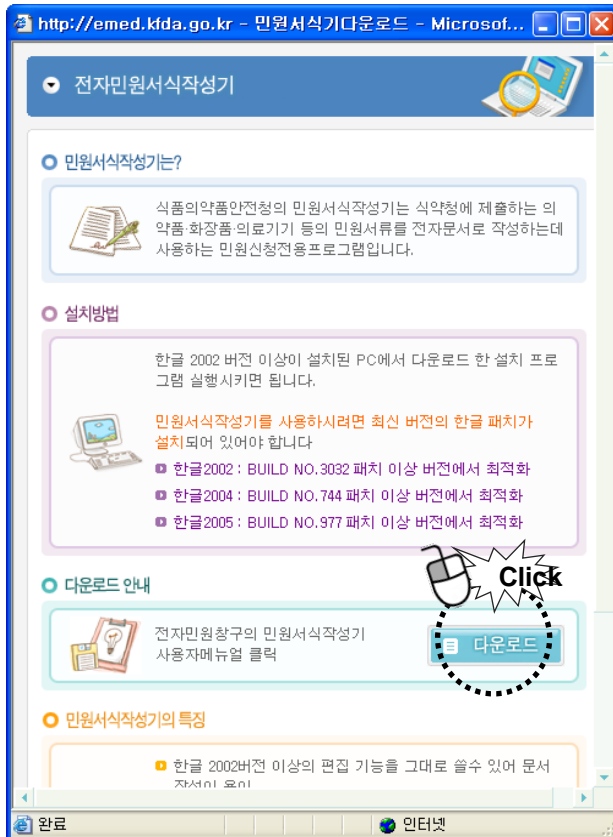 http://emed.kfda.go.kr - 민원서식기다운로드 - Microsof...
전자민원서식작성기
민원서식작성기는?
식품의약품안전청의 민원서식작성기는 식약청에 제출하는 의
약품·화장품·의료기기 등의 민원서류를 전자문서로 작성하는데
사용하는 민원신청전용프로그램입니다.
설치방법
한글 2002 버전 이상이 설치된 PC에서 다운로드 한 설치 프로
그램 실행시키면 됩니다.
민원서식작성기를 사용하시려면 최신 버전의 한글 패치가
설치되어 있어야 합니다
한글2002 : BUILD NO.3032 패치 이상 버전에서 최적화
한글2004 : BUILD NO.744 패치 이상 버전에서 최적화
한글2005 : BUILD NO.977 패치 이상 버전에서 최적화
Click
다운로드 안내
전자민원창구의 민원서식작성기
사용자메뉴얼 클릭
다운로드
민원서식작성기의 특징
한글 2002버전 이상의 편집 기능을 그대로 쓸수 있어 문서
작성이 용이
완료
인터넷